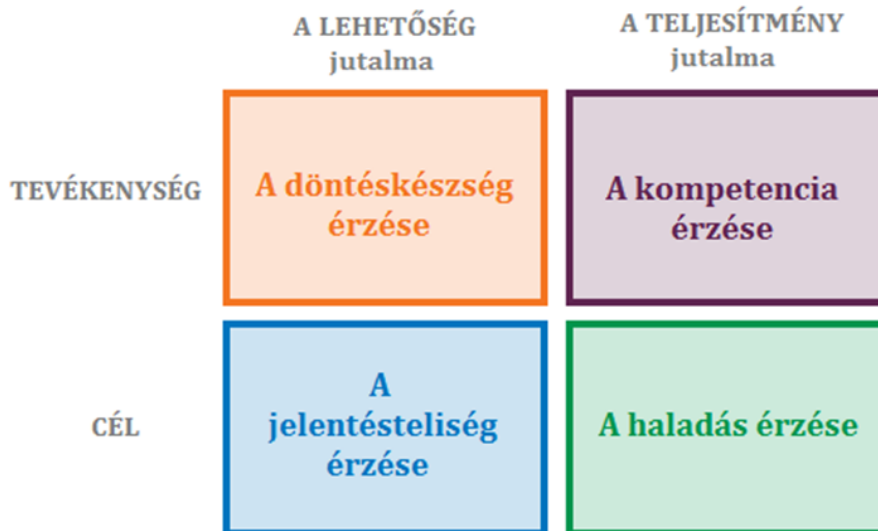 A LEHETŐSÉG
jutalma
A TELJESÍTMÉNY
jutalma
TEVÉKENYSÉG
A döntéskészség
érzése
A kompetencia
érzése
CÉL
A
jelentésteliség
érzése
A haladás érzése